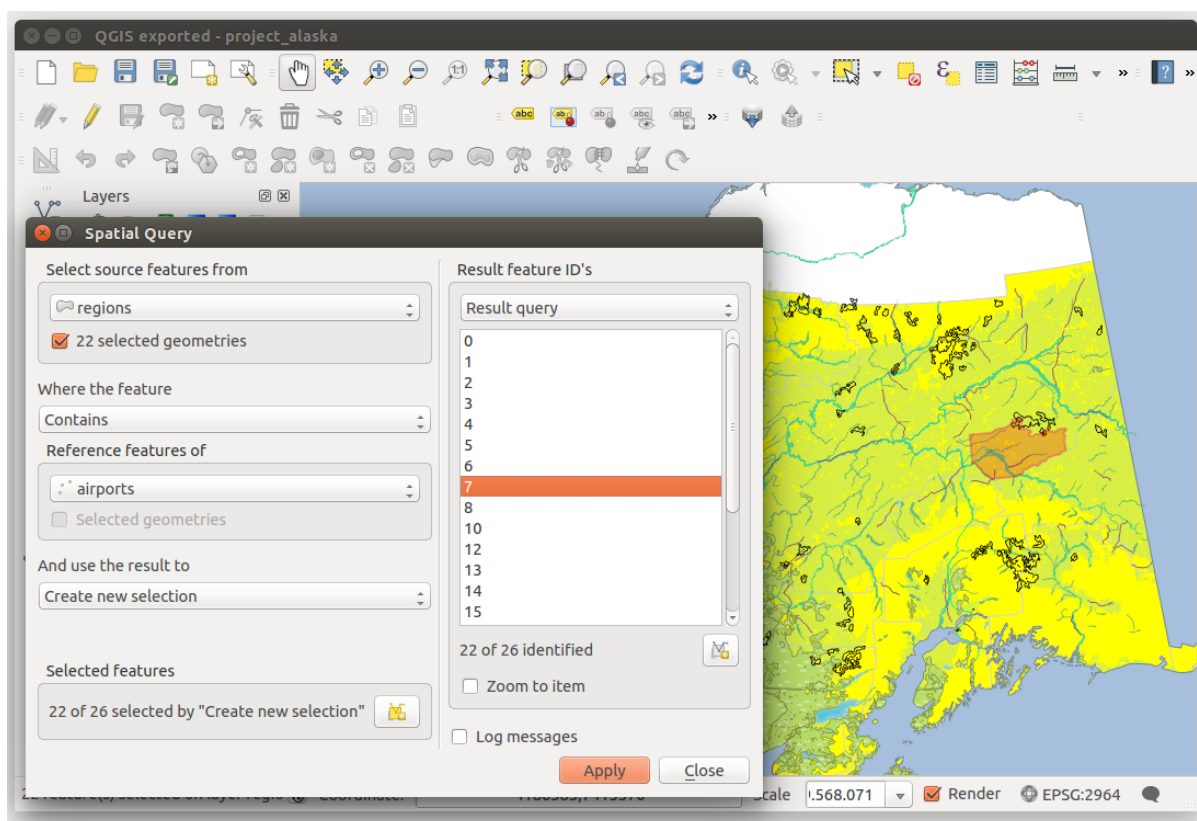 QGIS exported - project_alaska
Layers
Spatial Query
Select source features from
regions
22 selected geometries
Where the feature
Contains
Reference features of
airports
Selected geometries
And use the result to
Create new selection
Selected features
22 of 26 selected by "Create new selection"
Result feature ID's
Result query
0
1
2
3
4
5
6
7
8
10
12
13
14
15
22 of 26 identified
Zoom to item
Log messages
Apply
Close
.568.071
Render
EPSG:2964